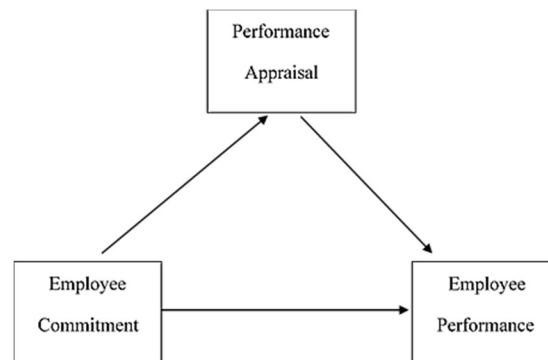 Performance
Appraisal
Employee
Commitment
Employee
Performance